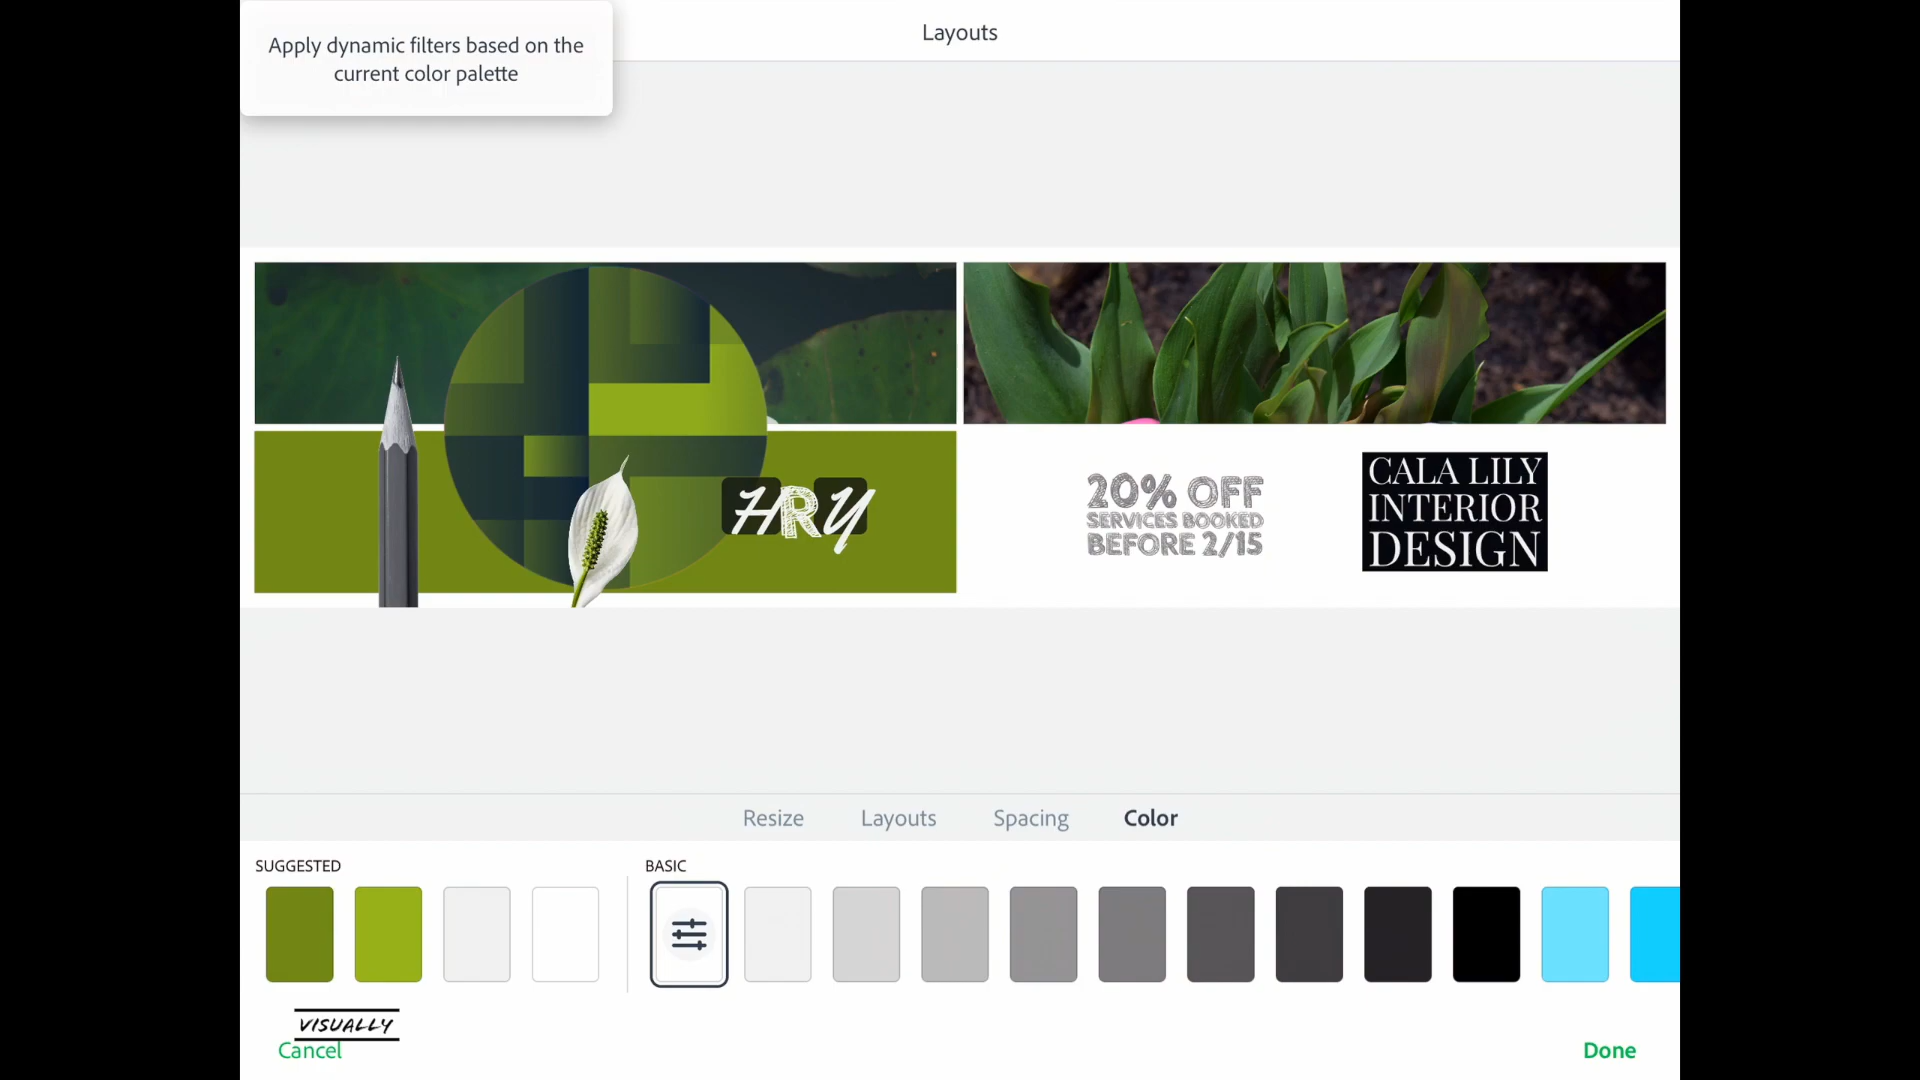 Apply dynamic filters based on the
current color palette
Layouts
HRY
20% OFF
SERVICES BOOKED
BEFORE 2/15
CALA LILY
INTERIOR
DESIGN
Resize
Layouts
Spacing
Color
SUGGESTED
BASIC
VISUALLY
Cancel
Done